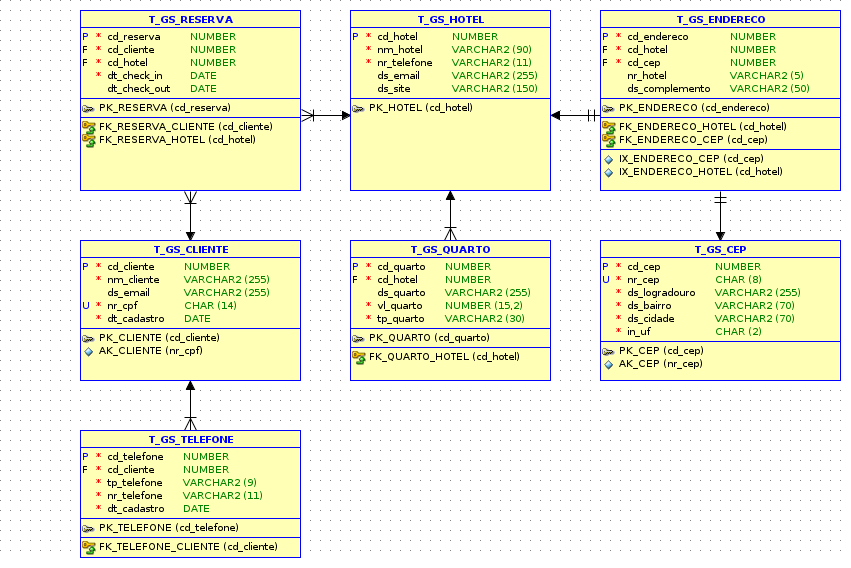 T_GS_RESERVA
P * cd_reserva NUMBER
F * cd_cliente NUMBER
F * cd_hotel NUMBER
* dt_check_in DATE
dt_check_out DATE
PK_RESERVA (cd_reserva)
FK_RESERVA_CLIENTE (cd_cliente)
FK_RESERVA_HOTEL (cd_hotel)
T_GS_HOTEL
P * cd_hotel NUMBER
* nm_hotel VARCHAR2 (90)
* nr_telefone VARCHAR2 (11)
ds_email VARCHAR2 (255)
ds_site VARCHAR2 (150)
PK_HOTEL (cd_hotel)
T_GS_ENDERECO
P * cd_endereco NUMBER
F * cd_hotel NUMBER
F * cd_cep NUMBER
nr_hotel VARCHAR2 (5)
ds_complemento VARCHAR2 (50)
PK_ENDERECO (cd_endereco)
FK_ENDERECO_HOTEL (cd_hotel)
FK_ENDERECO_CEP (cd_cep)
IX_ENDERECO_CEP (cd_cep)
IX_ENDERECO_HOTEL (cd_hotel)
T_GS_CLIENTE
P * cd_cliente NUMBER
* nm_cliente VARCHAR2 (255)
ds_email VARCHAR2 (255)
U * nr_cpf CHAR (14)
* dt_cadastro DATE
PK_CLIENTE (cd_cliente)
AK_CLIENTE (nr_cpf)
T_GS_QUARTO
P * cd_quarto NUMBER
F * cd_hotel NUMBER
ds_quarto VARCHAR2 (255)
* vl_quarto NUMBER (15,2)
* tp_quarto VARCHAR2 (30)
PK_QUARTO (cd_quarto)
FK_QUARTO_HOTEL (cd_hotel)
T_GS_CEP
P * cd_cep NUMBER
U * nr_cep CHAR (8)
* ds_logradouro VARCHAR2 (255)
* ds_bairro VARCHAR2 (70)
* ds_cidade VARCHAR2 (70)
* in_uf CHAR (2)
PK_CEP (cd_cep)
AK_CEP (nr_cep)
T_GS_TELEFONE
P * cd_telefone NUMBER
F * cd_cliente NUMBER
* tp_telefone VARCHAR2 (9)
* nr_telefone VARCHAR2 (11)
* dt_cadastro DATE
PK_TELEFONE (cd_telefone)
FK_TELEFONE_CLIENTE (cd_cliente)